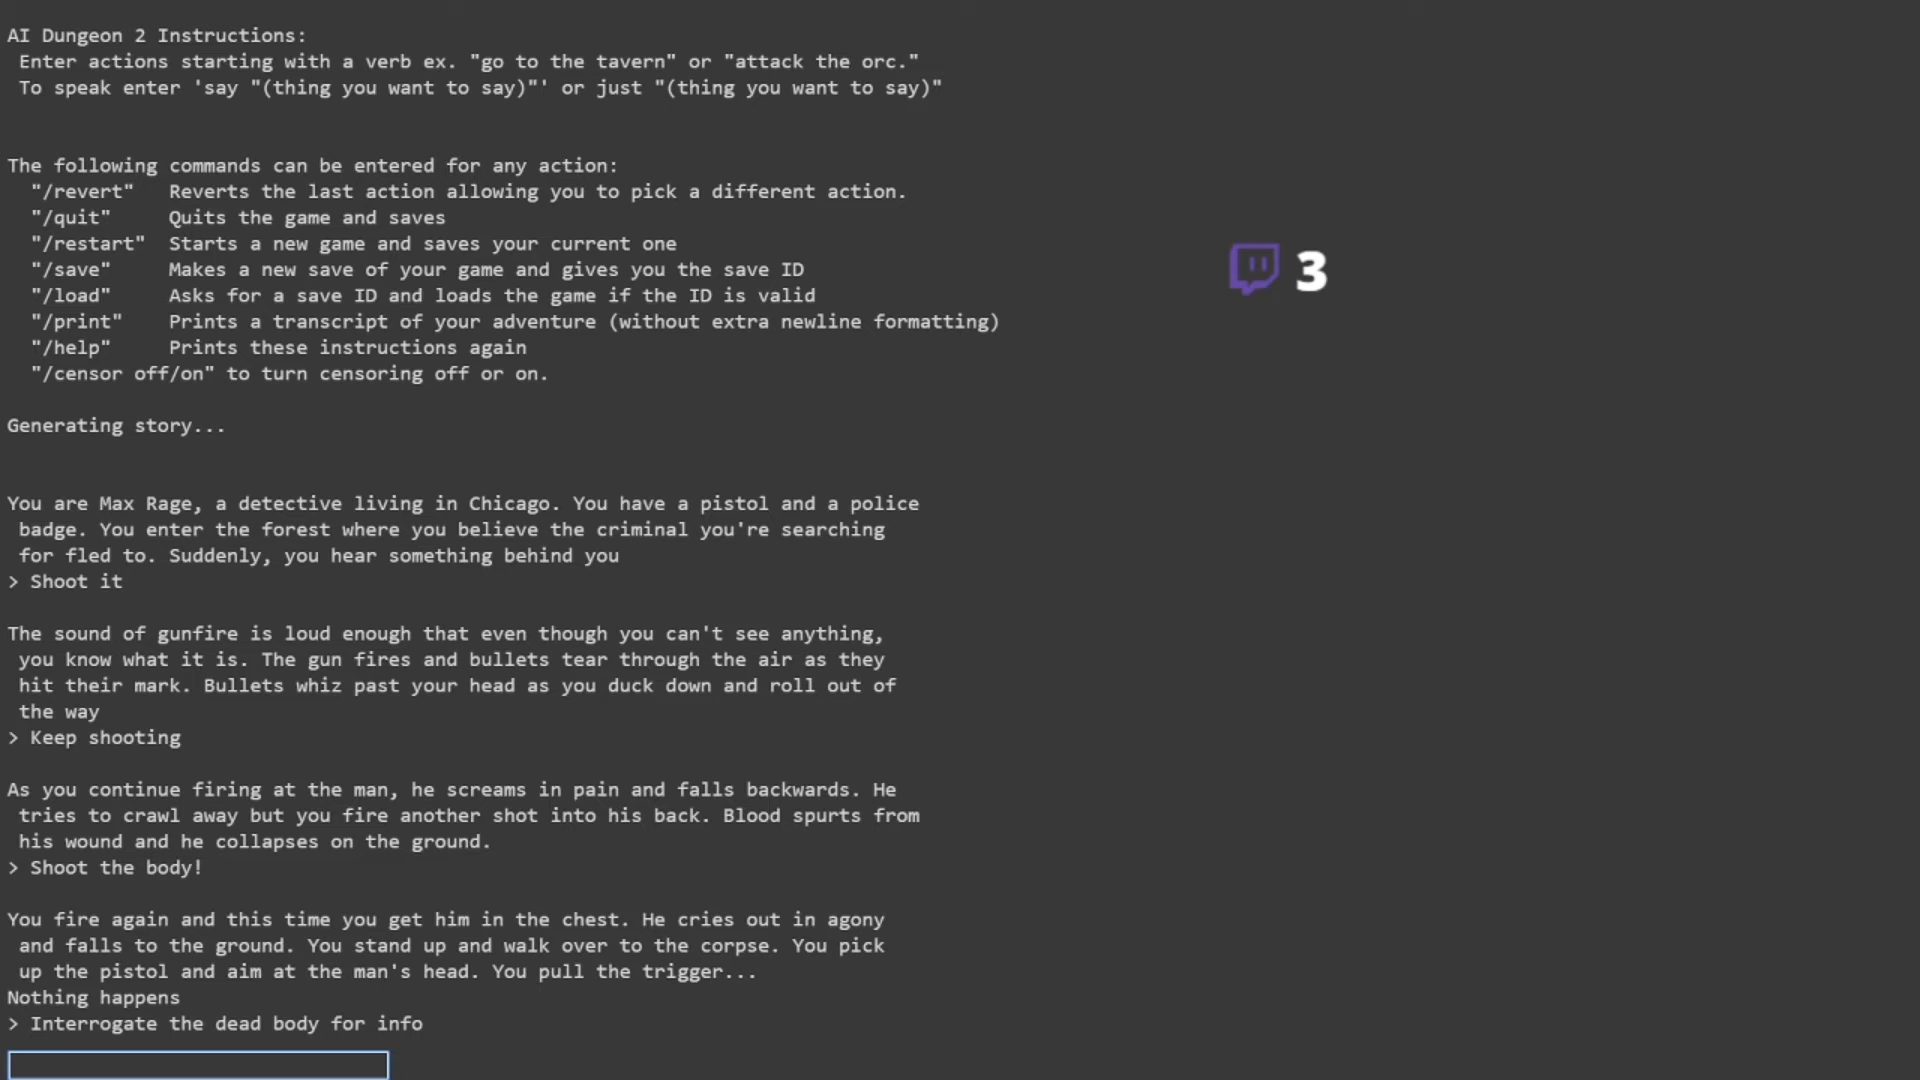 AI Dungeon 2 Instructions:
Enter actions starting with a verb ex. "go to the tavern" or "attack the orc."
To speak enter 'say "(thing you want to say)"' or just "(thing you want to say)"
The following commands can be entered for any action:
"/revert"   Reverts the last action allowing you to pick a different action.
"/quit"     Quits the game and saves
"/restart"  Starts a new game and saves your current one
"/save"     Makes a new save of your game and gives you the save ID
"/load"     Asks for a save ID and loads the game if the ID is valid
"/print"    Prints a transcript of your adventure (without extra newline formatting)
"/help"     Prints these instructions again
"/censor off/on" to turn censoring off or on.
3
Generating story...
You are Max Rage, a detective living in Chicago. You have a pistol and a police
badge. You enter the forest where you believe the criminal you're searching
for fled to. Suddenly, you hear something behind you
> Shoot it
The sound of gunfire is loud enough that even though you can't see anything,
you know what it is. The gun fires and bullets tear through the air as they
hit their mark. Bullets whiz past your head as you duck down and roll out of
the way
> Keep shooting
As you continue firing at the man, he screams in pain and falls backwards. He
tries to crawl away but you fire another shot into his back. Blood spurts from
his wound and he collapses on the ground.
> Shoot the body!
You fire again and this time you get him in the chest. He cries out in agony
and falls to the ground. You stand up and walk over to the corpse. You pick
up the pistol and aim at the man's head. You pull the trigger...
Nothing happens
> Interrogate the dead body for info